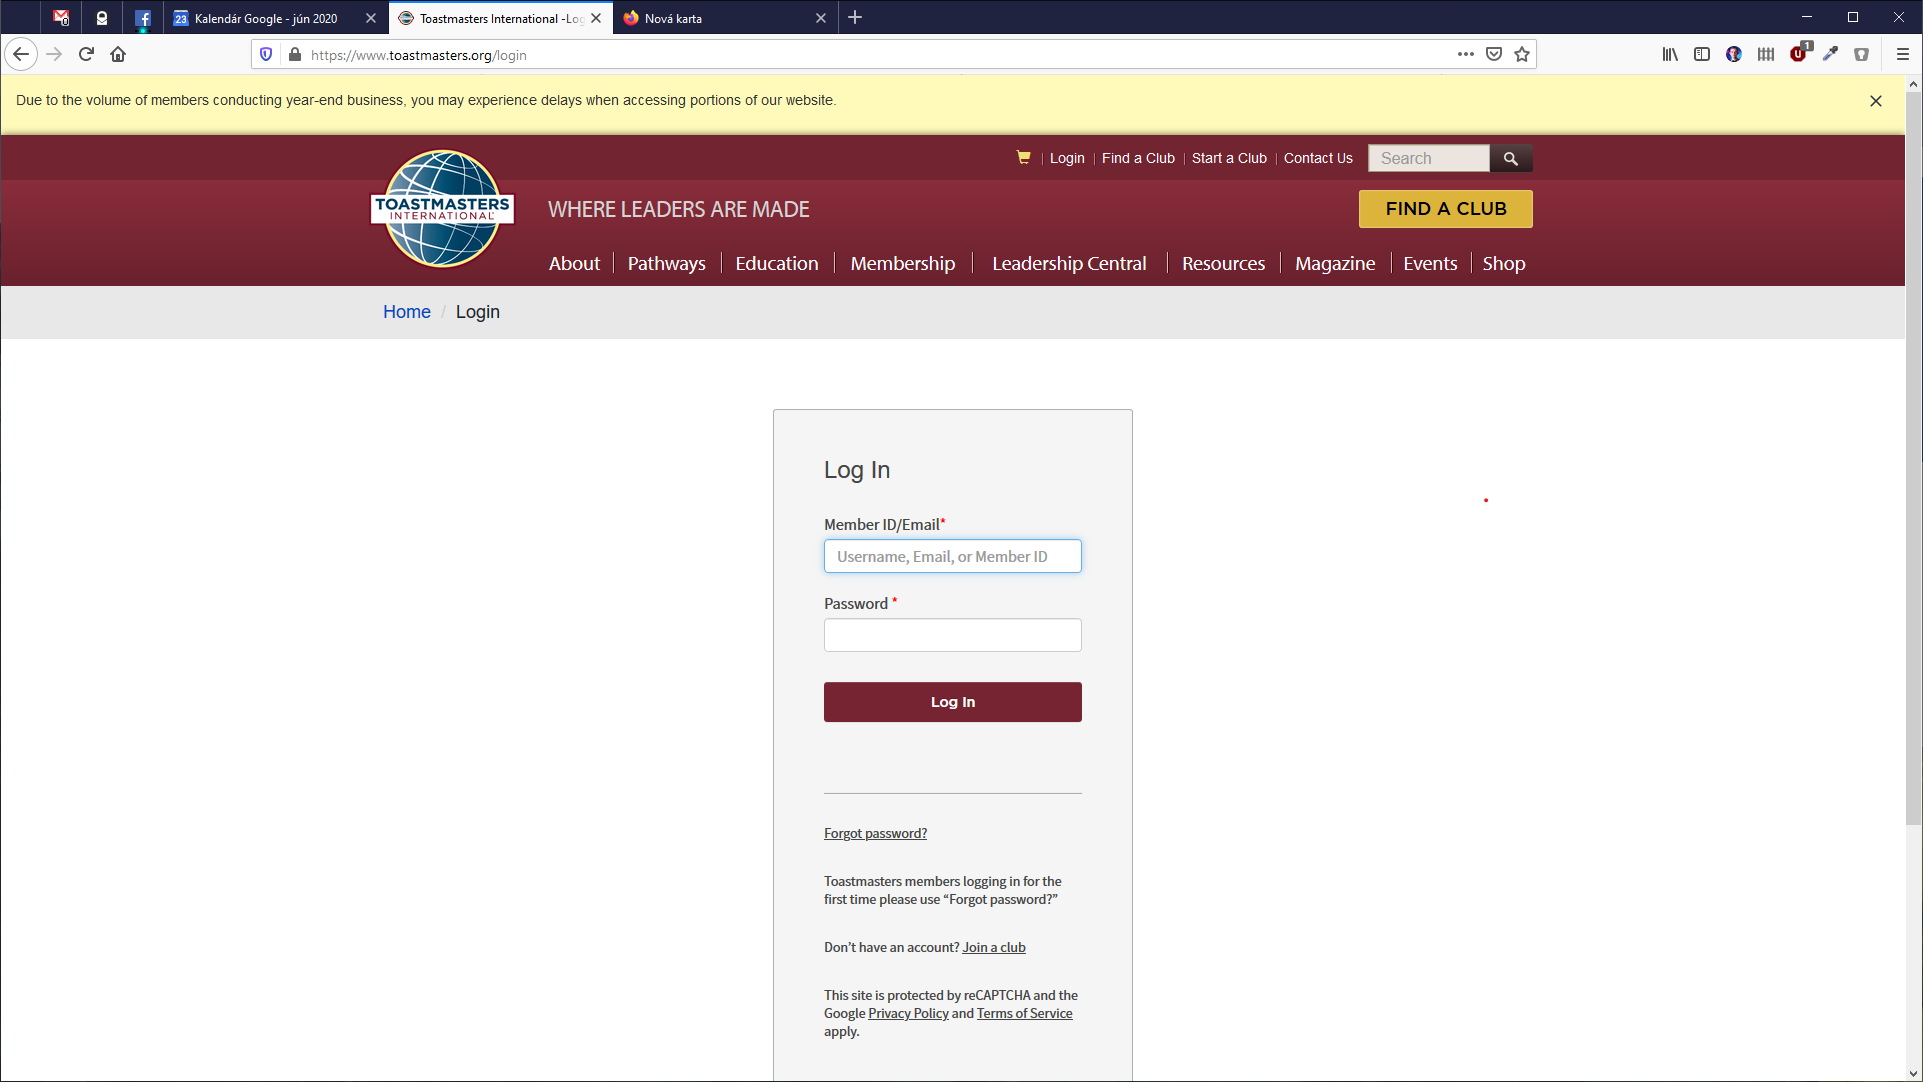 Kalendár Google - jún 2020
Toastmasters International -Log
Nová karta
https://www.toastmasters.org/login
Due to the volume of members conducting year-end business, you may experience delays when accessing portions of our website.
Login
Find a Club
Start a Club
Contact Us
Search
TOASTMASTERS
INTERNATIONAL
WHERE LEADERS ARE MADE
FIND A CLUB
About
Pathways
Education
Membership
Leadership Central
Resources
Magazine
Events
Shop
Home / Login
Log In
Member ID/Email*
Username, Email, or Member ID
Password *
Log In
Forgot password?
Toastmasters members logging in for the
first time please use “Forgot password?”
Don’t have an account? Join a club
This site is protected by reCAPTCHA and the
Google Privacy Policy and Terms of Service
apply.